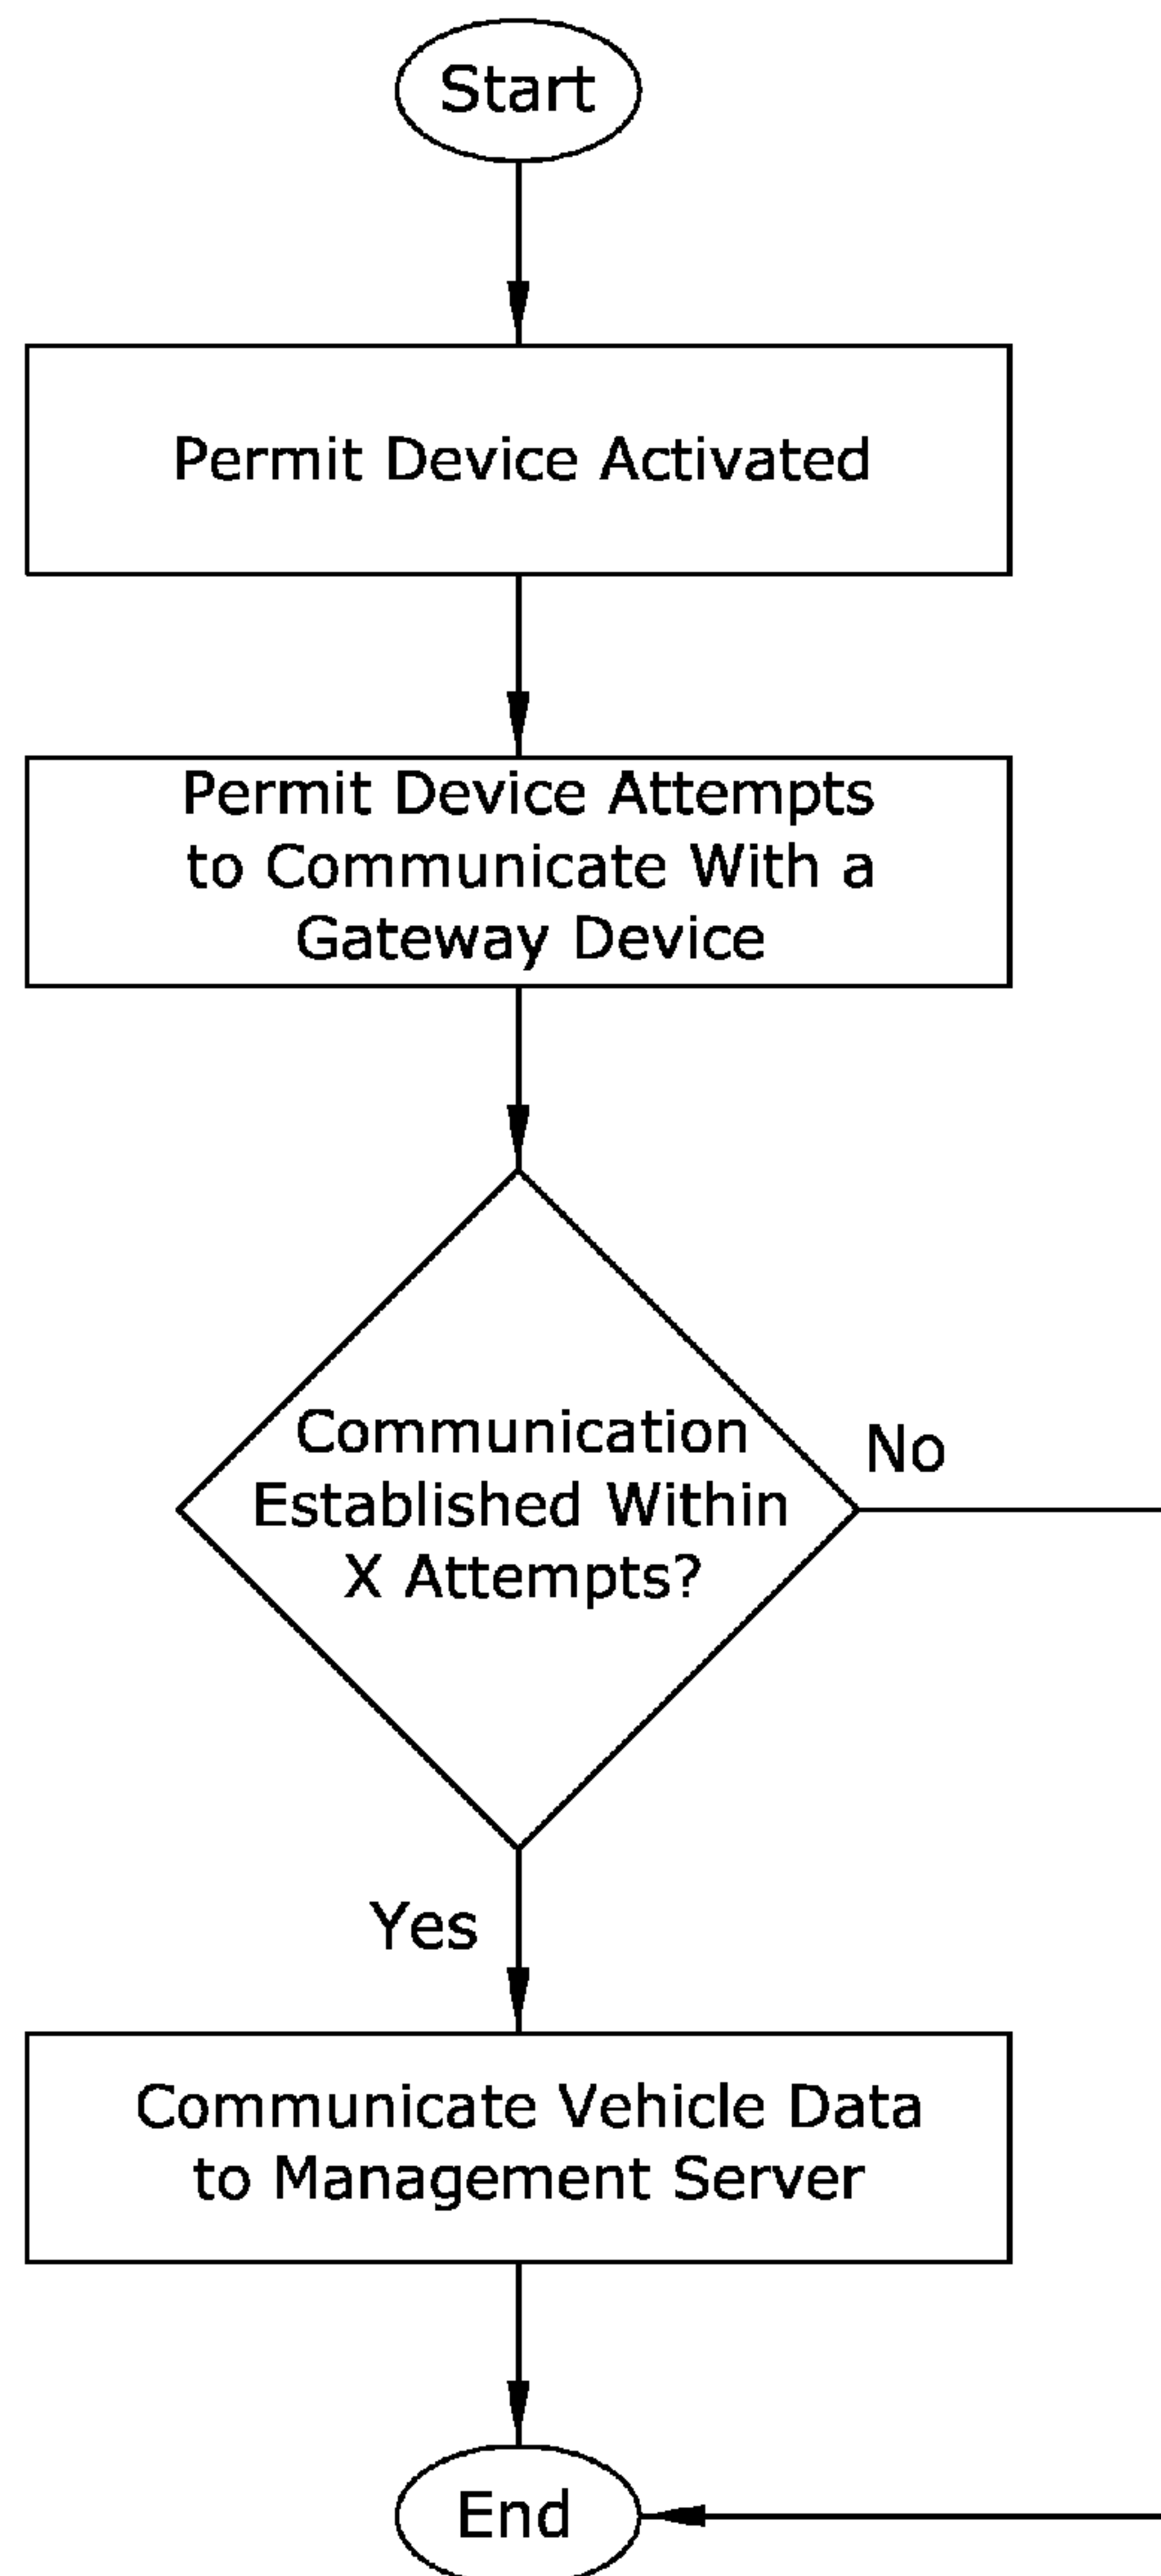 Start
Permit Device Activated
Permit Device Attempts
to Communicate With a
Gateway Device
Communication
Established Within
X Attempts?
No
Yes
Communicate Vehicle Data
to Management Server
End